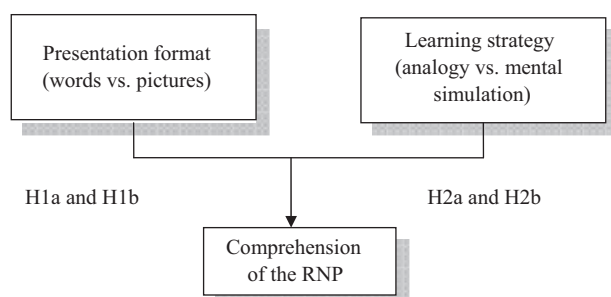 Presentation format
(words vs. pictures)
Learning strategy
(analogy vs. mental
simulation)
H1a and H1b
H2a and H2b
Comprehension
of the RNP